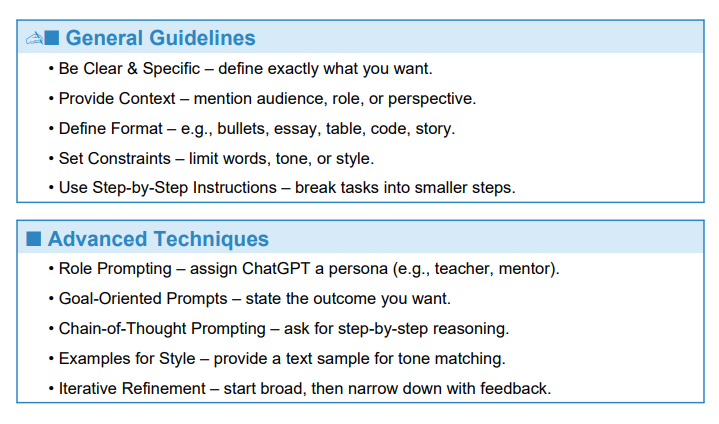 ✍■ General Guidelines
• Be Clear & Specific – define exactly what you want.
• Provide Context – mention audience, role, or perspective.
• Define Format – e.g., bullets, essay, table, code, story.
• Set Constraints – limit words, tone, or style.
• Use Step-by-Step Instructions – break tasks into smaller steps.
■ Advanced Techniques
• Role Prompting – assign ChatGPT a persona (e.g., teacher, mentor).
• Goal-Oriented Prompts – state the outcome you want.
• Chain-of-Thought Prompting – ask for step-by-step reasoning.
• Examples for Style – provide a text sample for tone matching.
• Iterative Refinement – start broad, then narrow down with feedback.